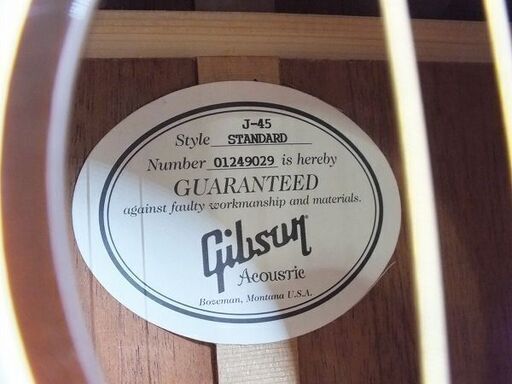 J-45
Style STANDARD
Number 01249029 is hereby
GUARANTEED
against faulty workmanship and materials.
Gibson
Acoustic
Bozeman, Montana U.S.A.